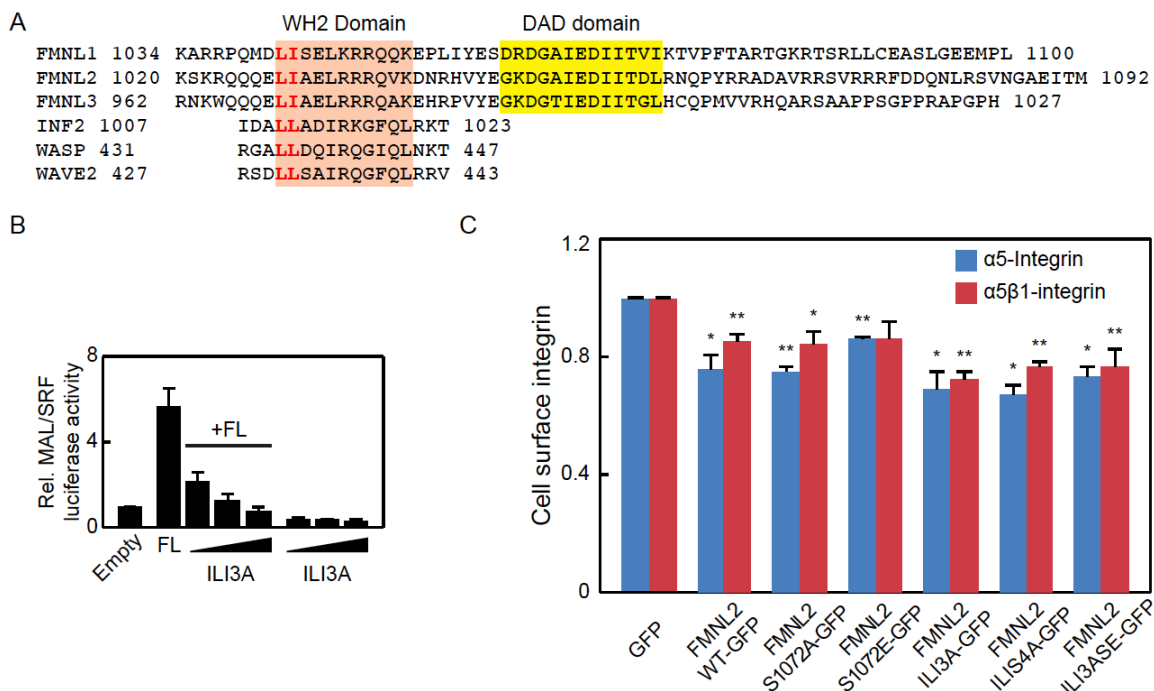 A
WH2 Domain DAD domain
FMNL1 1034 KARRPQMDLISELKRRQQKEPLIYESDRDGAIEDIITVIKTVPFTARTGKRTSRLLCEASLGEEMPL 1100
FMNL2 1020 KSKRQQQELIAELRRRQVKDNRHVYEGKDGAIEDIITDLRNQPYRRADAVRRSVRRRFDDQNLRSVNGAEITM 1092
FMNL3 962 RNKWQQQELIAELRRRQAKEHRPVYEGKDGTIEDIITGLHCQPMVVRHQARSAAPPSGPPRAPGPH 1027
INF2 1007 IDALLADIRKGFQLRKT 1023
WASP 431 RGALLDQIRQGIQLNKT 447
WAVE2 427 RSDLLSAIRQGFQLRRV 443
B
Rel. MAL/SRF
luciferase activity
8
4
0
+FL
Empty
FL
ILI3A
ILI3A
C
Cell surface integrin
1.2
0.8
0.4
0
α5-Integrin
α5β1-integrin
* ** ** * ** * ** * ** * **
GFP
FMNL2
WT-GFP
FMNL2
S1072A-GFP
FMNL2
S1072E-GFP
FMNL2
ILI3A-GFP
FMNL2
ILIS4A-GFP
FMNL2
ILI3ASE-GFP